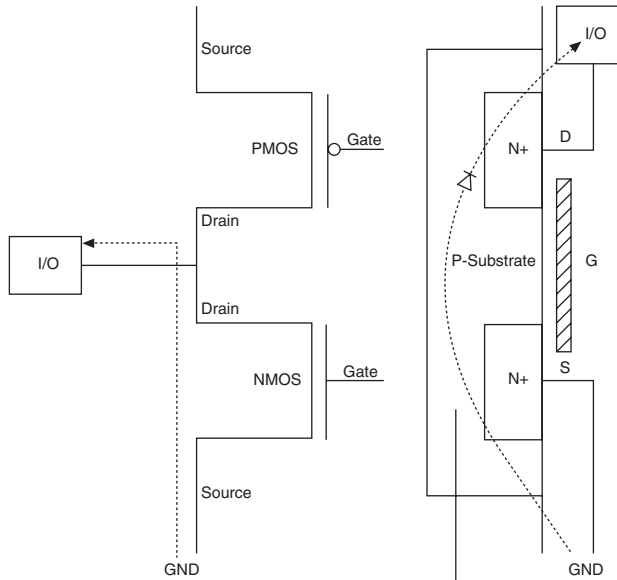 Source
PMOS
Gate
Drain
I/O
Drain
NMOS
Gate
Source
GND
I/O
N+
D
P-Substrate
G
S
N+
GND